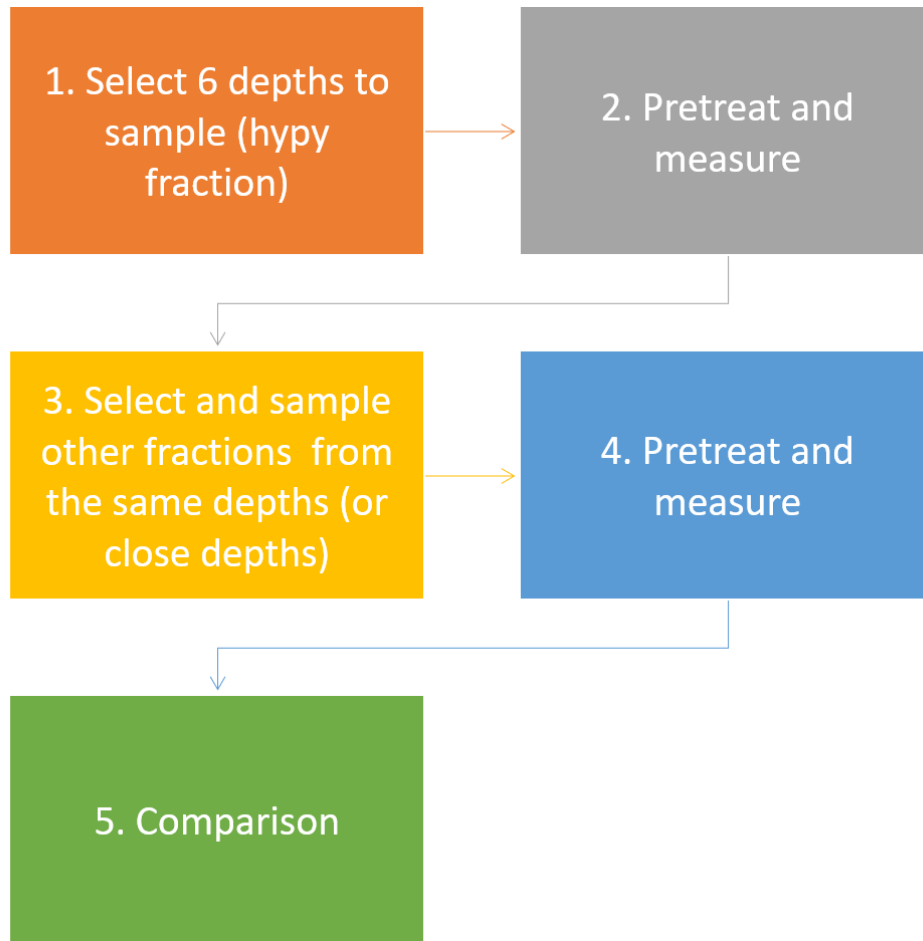 1. Select 6 depths to
sample (hypy
fraction)
2. Pretreat and
measure
3. Select and sample
other fractions from
the same depths (or
close depths)
4. Pretreat and
measure
5. Comparison